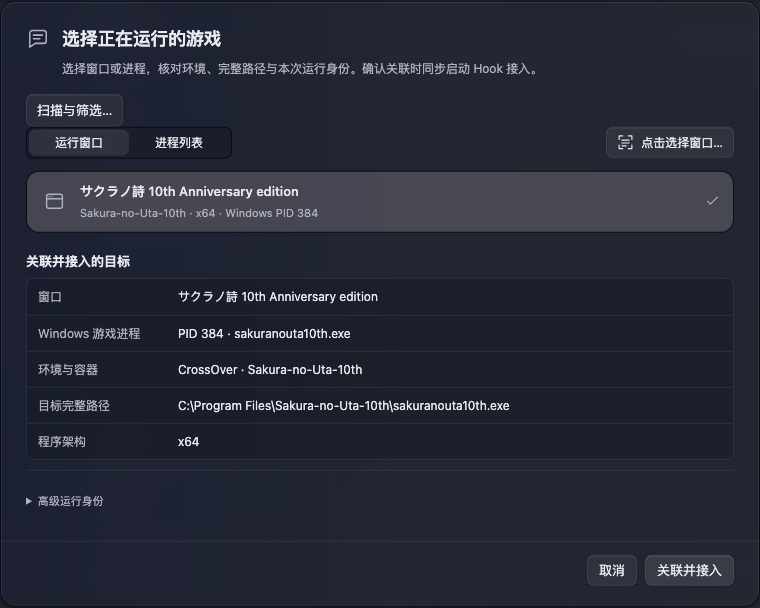 选择正在运行的游戏
选择窗口或进程，核对环境、完整路径与本次运行身份。确认关联时同步启动 Hook 接入。
扫描与筛选...
运行窗口
进程列表
点击选择窗口...
サクラノ詩 10th Anniversary edition
Sakura-no-Uta-10th · x64 · Windows PID 384
关联并接入的目标
窗口 サクラノ詩 10th Anniversary edition
Windows 游戏进程 PID 384 · sakuranouta10th.exe
环境与容器 CrossOver · Sakura-no-Uta-10th
目标完整路径 C:\Program Files\Sakura-no-Uta-10th\sakuranouta10th.exe
程序架构 x64
高级运行身份
取消
关联并接入